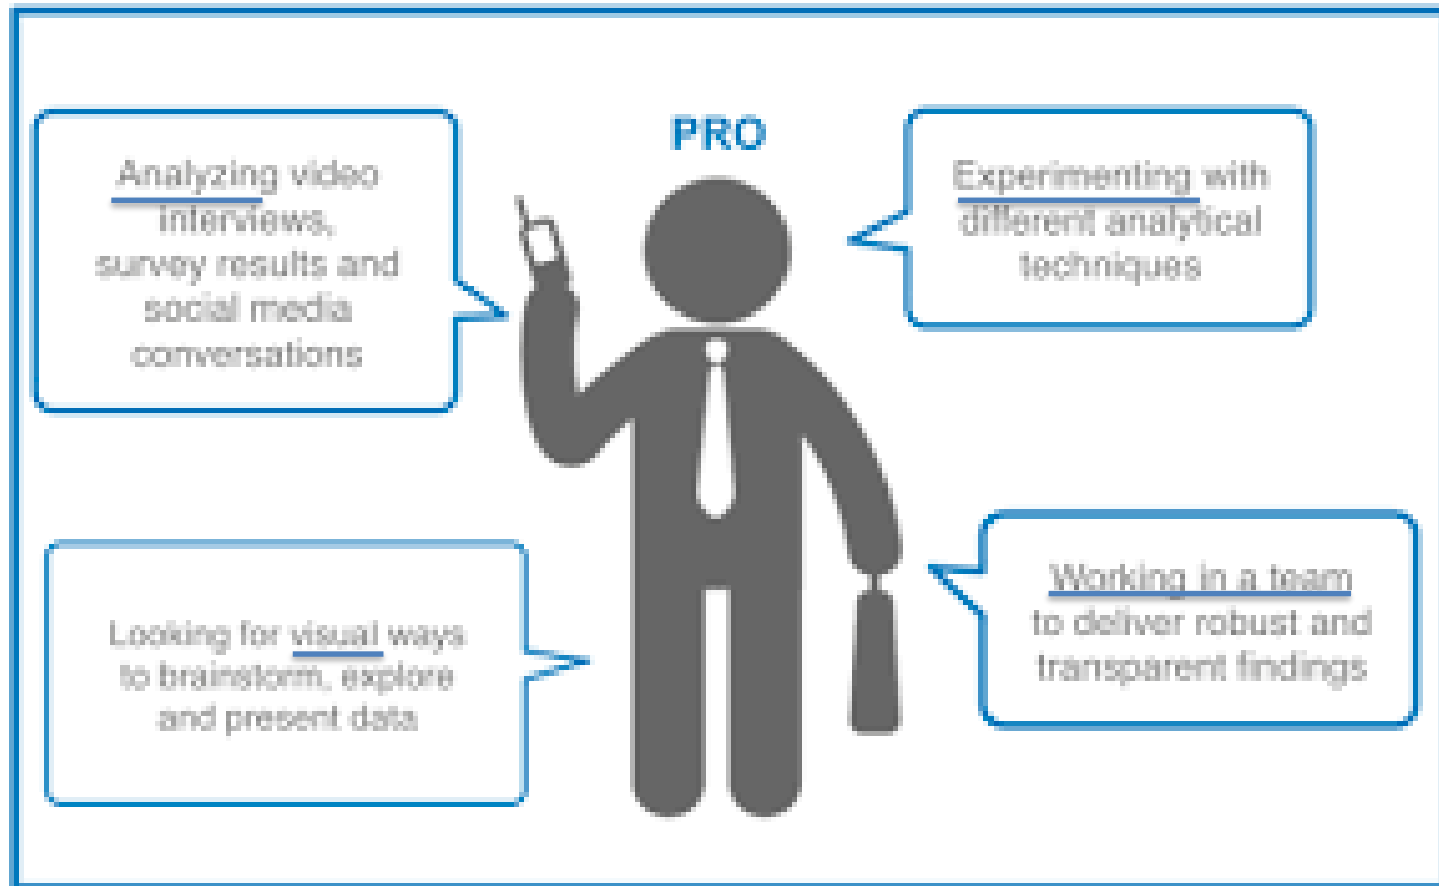 PRO
Analyzing video
interviews,
survey results and
social media
conversations
Experimenting with
different analytical
techniques
Looking for visual ways
to brainstorm, explore
and present data
Working in a team
to deliver robust and
transparent findings